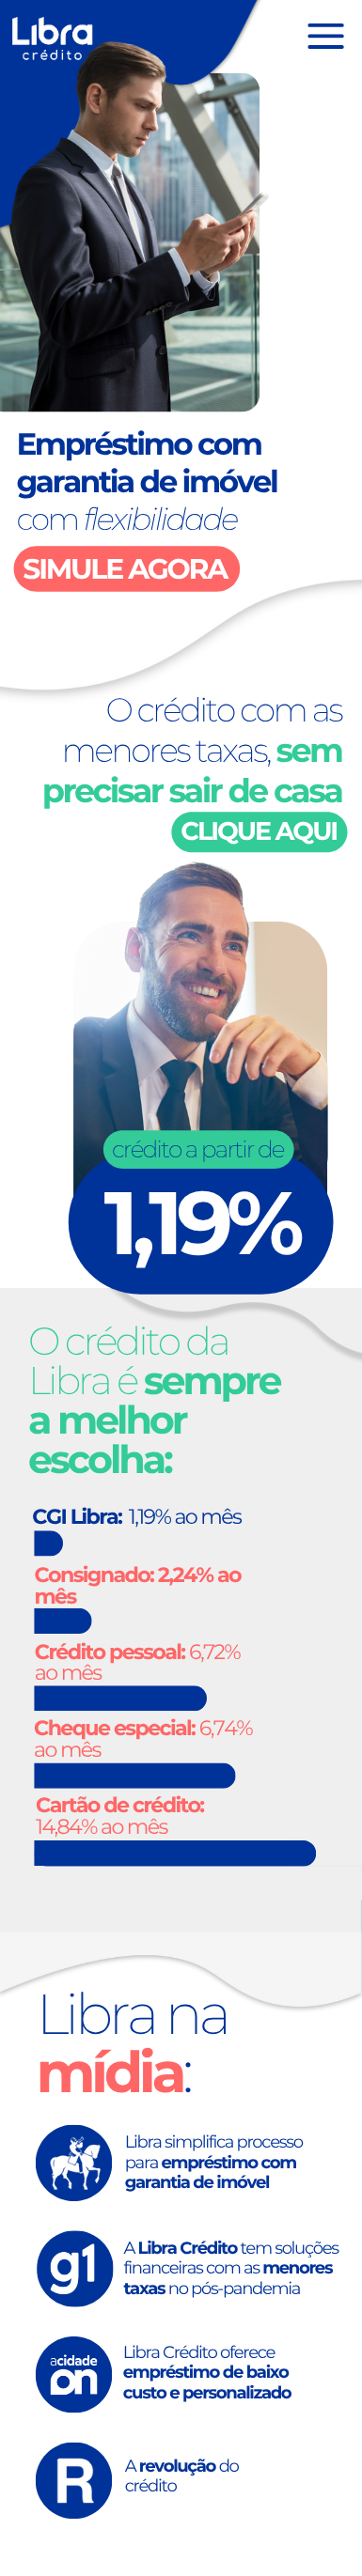 Libra
crédito
Empréstimo com
garantia de imóvel
com flexibilidade
SIMULE AGORA
O crédito com as
menores taxas, sem
precisar sair de casa
CLIQUE AQUI
crédito a partir de
1,19%
O crédito da
Libra é sempre
a melhor
escolha:
CGI Libra: 1,19% ao mês
Consignado: 2,24% ao
mês
Crédito pessoal: 6,72%
ao mês
Cheque especial: 6,74%
ao mês
Cartão de crédito:
14,84% ao mês
Libra na
mídia:
Libra simplifica processo
para empréstimo com
garantia de imóvel
g1
A Libra Crédito tem soluções
financeiras com as menores
taxas no pós-pandemia
acidade
on
Libra Crédito oferece
empréstimo de baixo
custo e personalizado
R
A revolução do
crédito